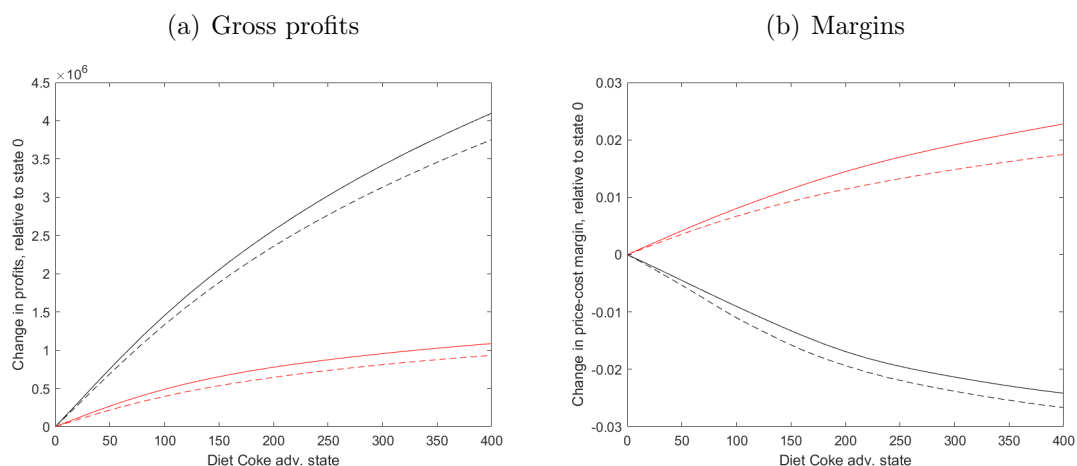 (a) Gross profits
×10⁶
4.5
4
3.5
3
2.5
2
1.5
1
0.5
0
Change in profits, relative to state 0
0 50 100 150 200 250 300 350 400
Diet Coke adv. state
(b) Margins
0.03
0.02
0.01
0
-0.01
-0.02
-0.03
Change in price-cost margin, relative to state 0
0 50 100 150 200 250 300 350 400
Diet Coke adv. state